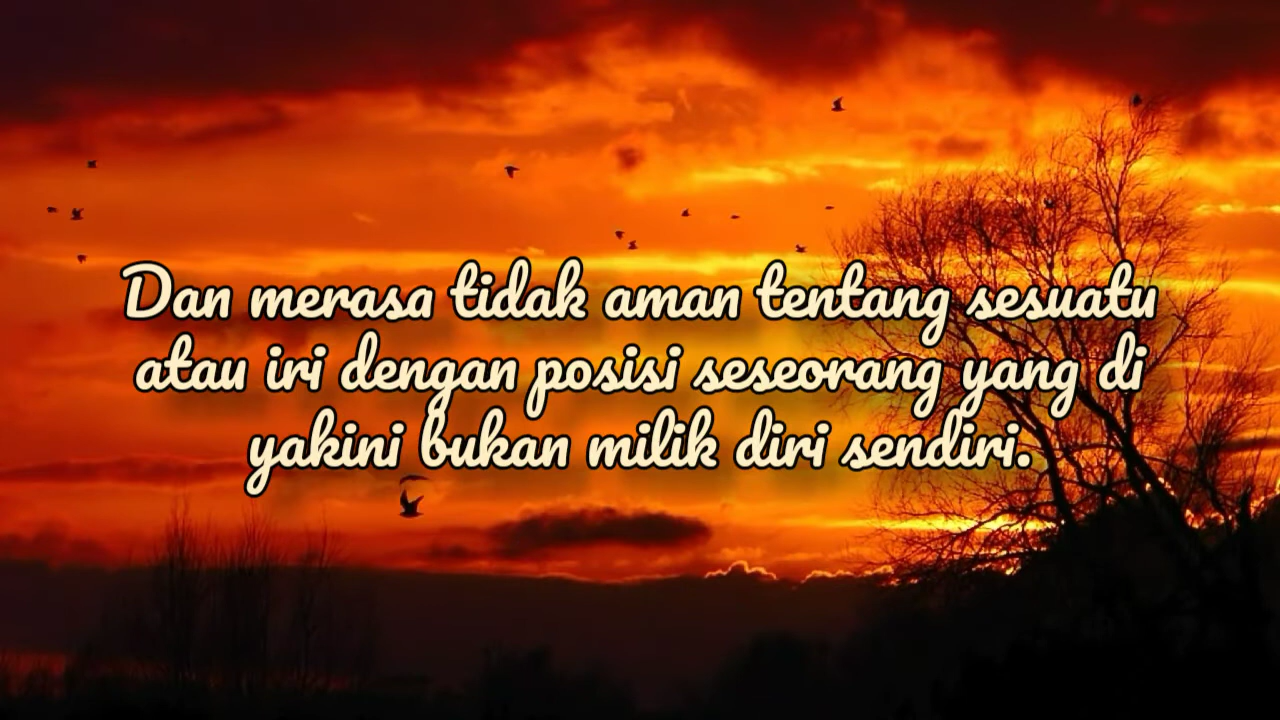 Dan merasa tidak aman tentang sesuatu
atau iri dengan posisi seseorang yang di
yakini bukan milik diri sendiri.